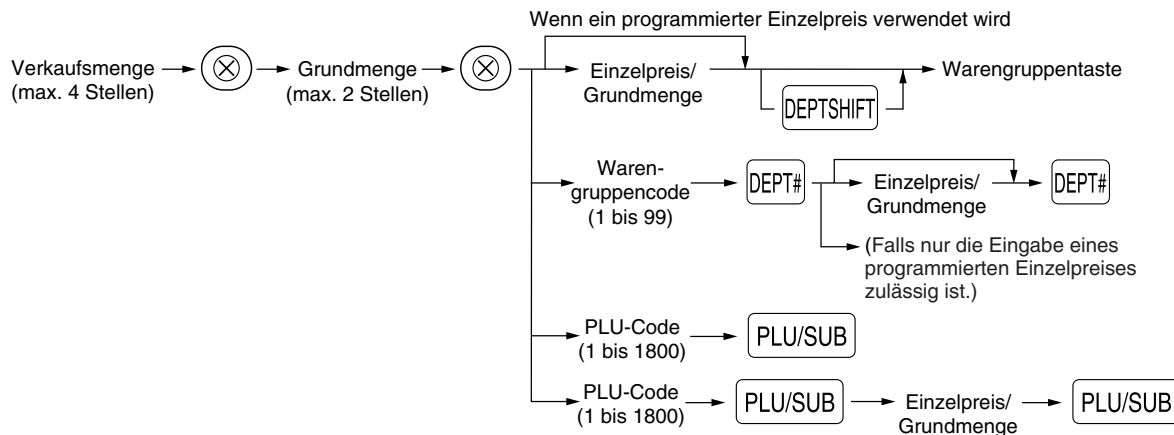 Wenn ein programmierter Einzelpreis verwendet wird
Verkaufsmenge
(max. 4 Stellen)
Grundmenge
(max. 2 Stellen)
Einzelpreis/
Grundmenge
DEPTSHIFT
Warengruppentaste
Waren-
gruppencode
(1 bis 99)
DEPT#
Einzelpreis/
Grundmenge
DEPT#
(Falls nur die Eingabe eines
programmierten Einzelpreises
zulässig ist.)
PLU-Code
(1 bis 1800)
PLU/SUB
PLU-Code
(1 bis 1800)
PLU/SUB
Einzelpreis/
Grundmenge
PLU/SUB